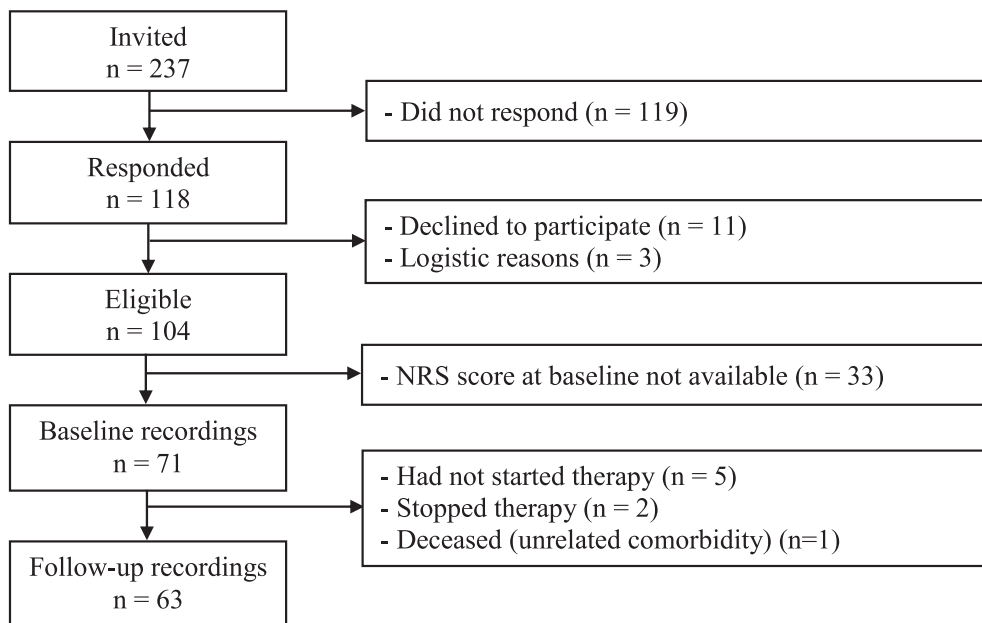 Invited
n = 237
- Did not respond (n = 119)
Responded
n = 118
- Declined to participate (n = 11)
- Logistic reasons (n = 3)
Eligible
n = 104
- NRS score at baseline not available (n = 33)
Baseline recordings
n = 71
- Had not started therapy (n = 5)
- Stopped therapy (n = 2)
- Deceased (unrelated comorbidity) (n=1)
Follow-up recordings
n = 63